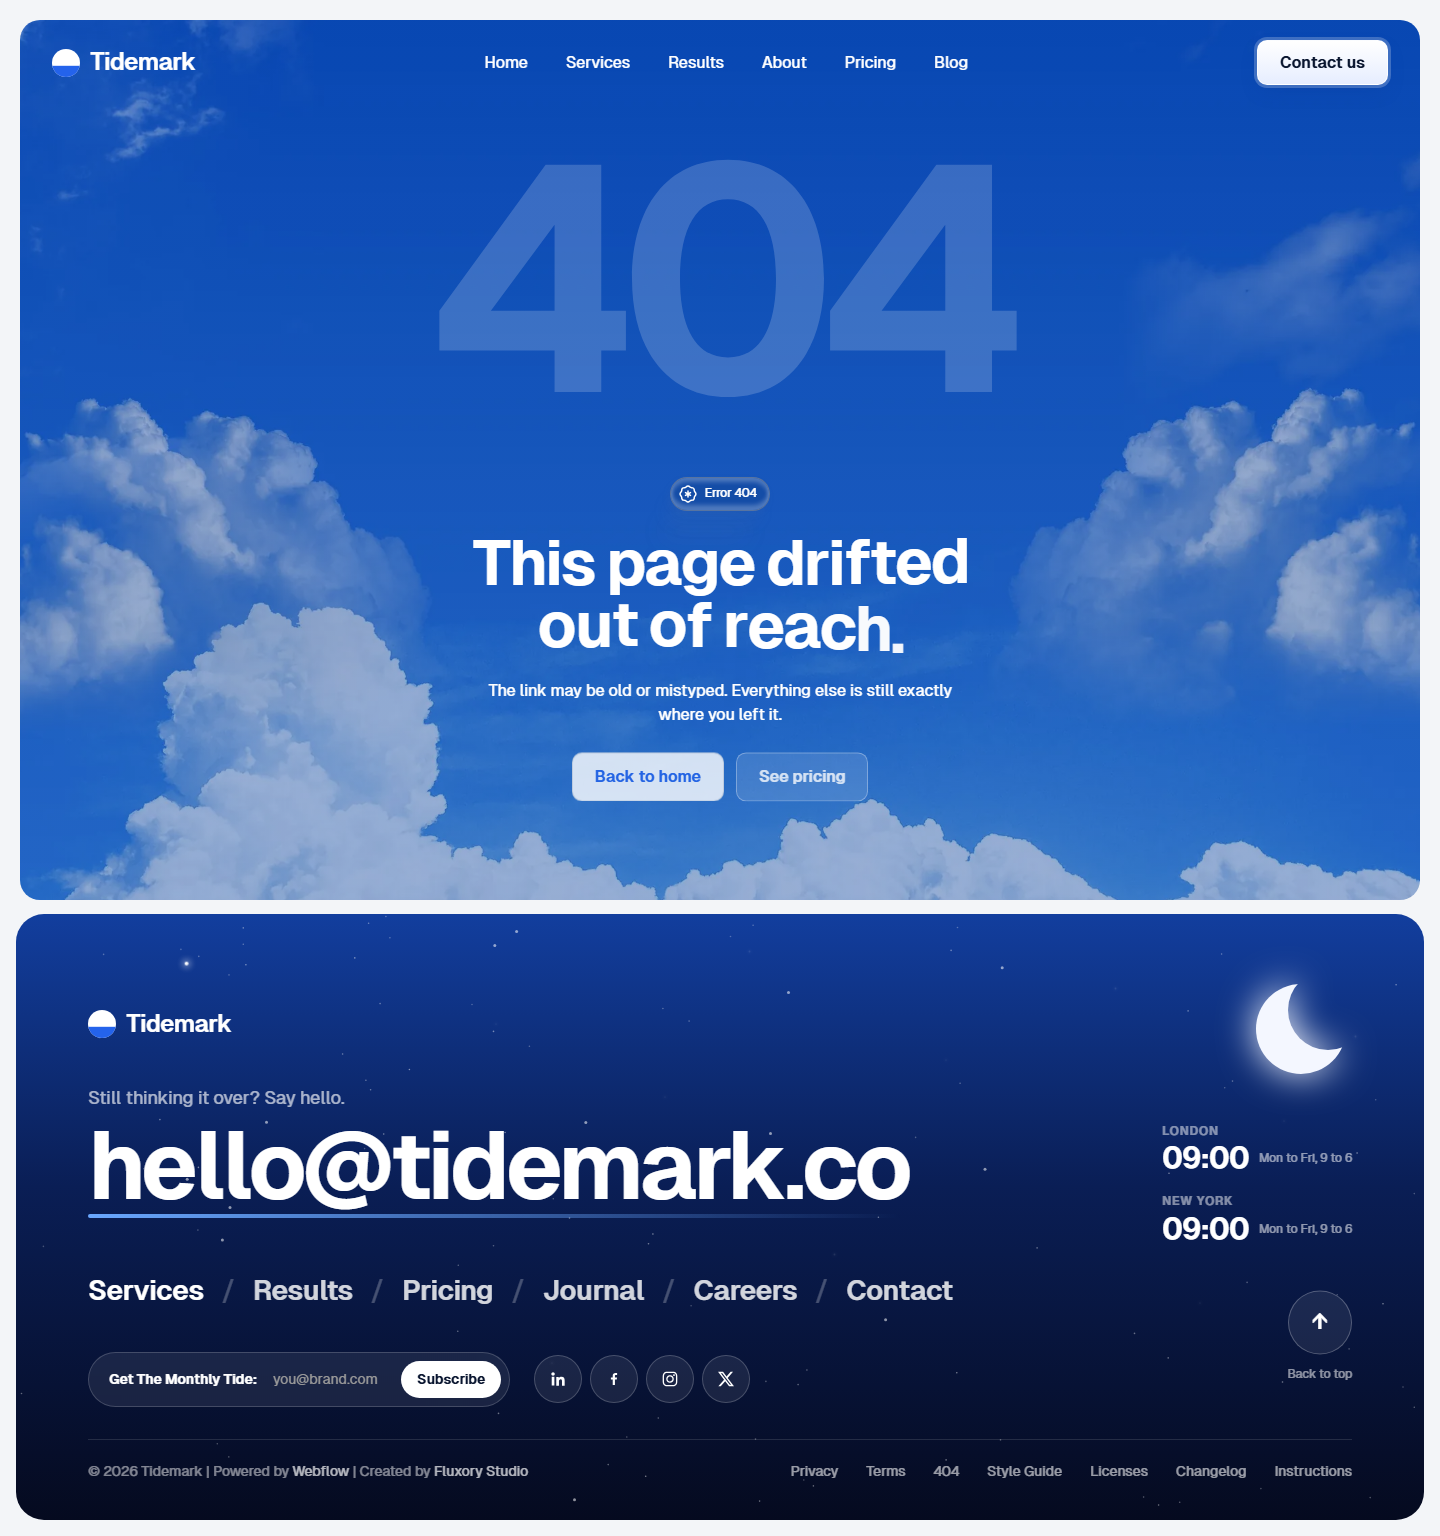 Tidemark
Home Services Results About Pricing Blog
Contact us
404
Error 404
This page drifted
out of reach.
The link may be old or mistyped. Everything else is still exactly
where you left it.
Back to home
See pricing
Tidemark
Still thinking it over? Say hello.
hello@tidemark.co
LONDON
09:00 Mon to Fri, 9 to 6
NEW YORK
09:00 Mon to Fri, 9 to 6
Services / Results / Pricing / Journal / Careers / Contact
Get The Monthly Tide: you@brand.com Subscribe
Back to top
© 2026 Tidemark | Powered by Webflow | Created by Fluxory Studio
Privacy Terms 404 Style Guide Licenses Changelog Instructions